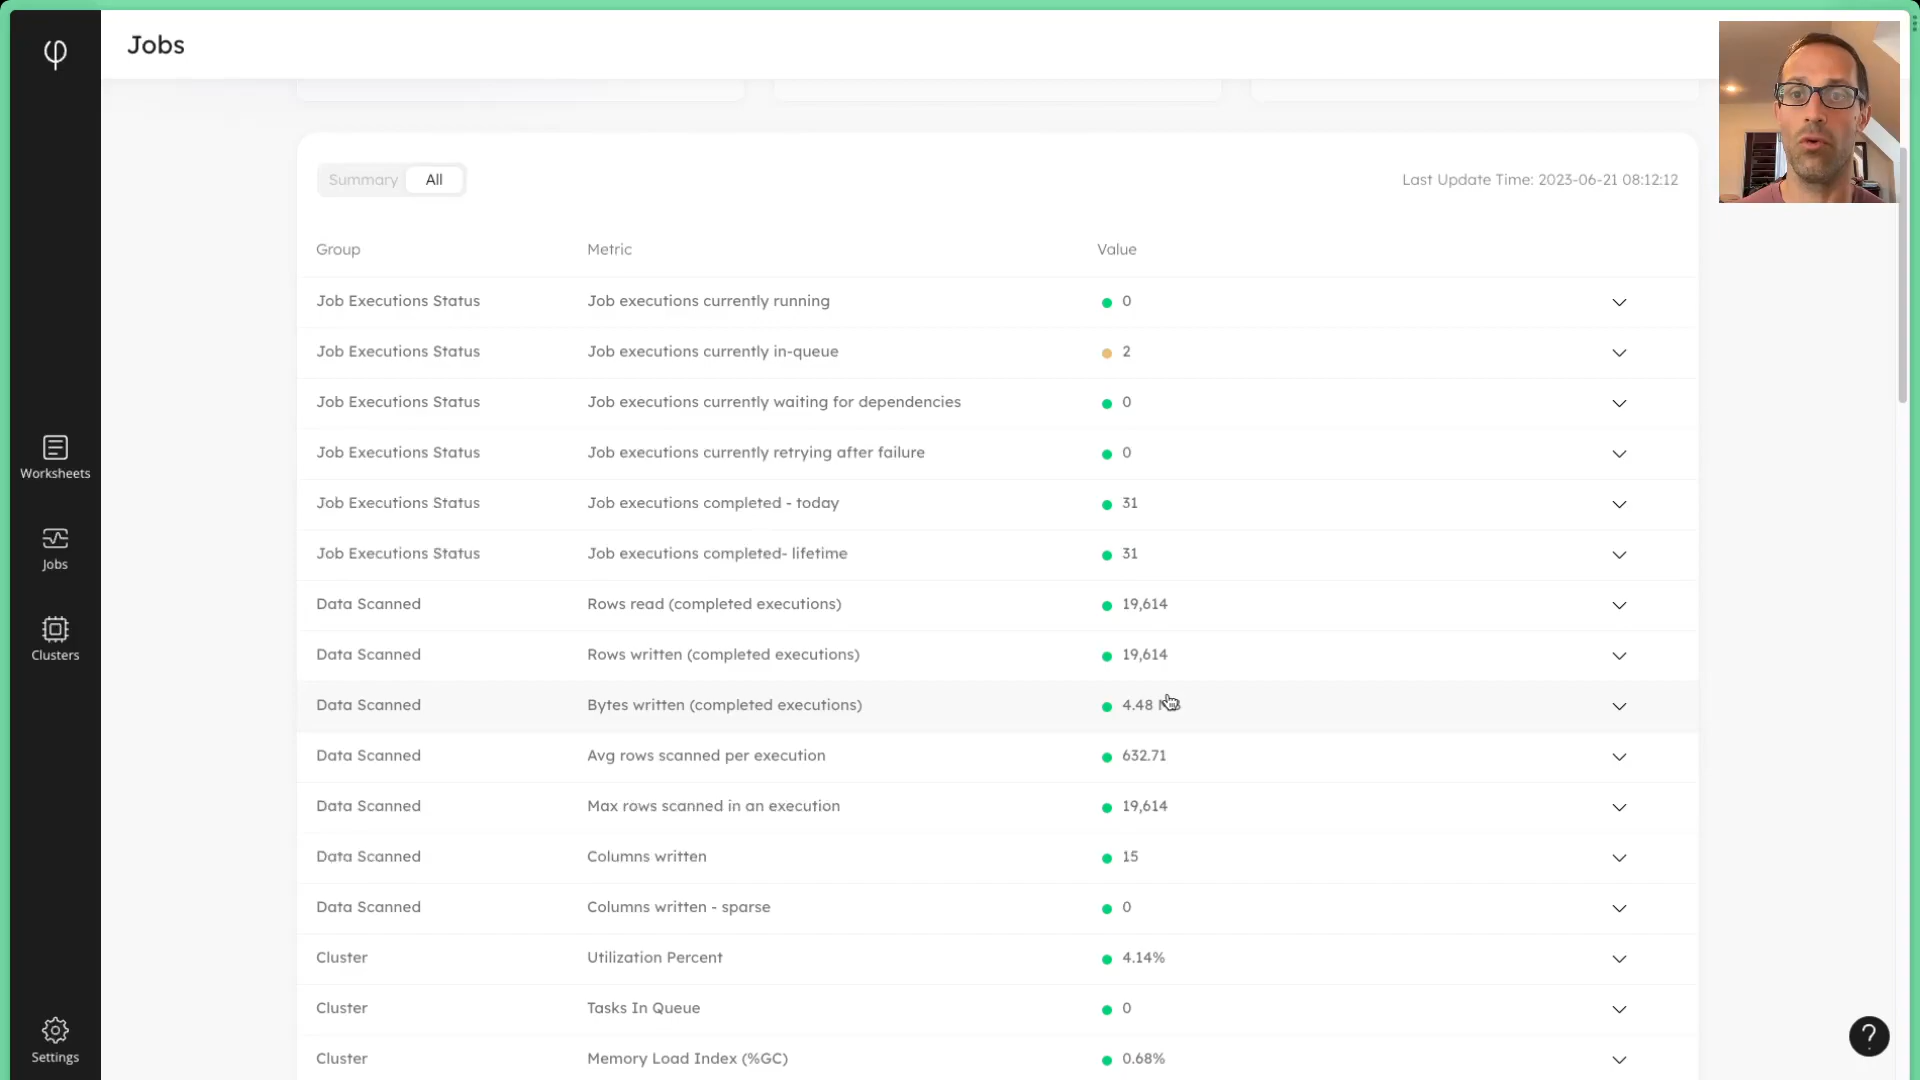 Jobs
Summary All Last Update Time: 2023-06-21 08:12:12
Group Metric Value
Job Executions Status Job executions currently running 0
Job Executions Status Job executions currently in-queue 2
Job Executions Status Job executions currently waiting for dependencies 0
Job Executions Status Job executions currently retrying after failure 0
Job Executions Status Job executions completed - today 31
Job Executions Status Job executions completed- lifetime 31
Data Scanned Rows read (completed executions) 19,614
Data Scanned Rows written (completed executions) 19,614
Data Scanned Bytes written (completed executions) 4.48
Data Scanned Avg rows scanned per execution 632.71
Data Scanned Max rows scanned in an execution 19,614
Data Scanned Columns written 15
Data Scanned Columns written - sparse 0
Cluster Utilization Percent 4.14%
Cluster Tasks In Queue 0
Cluster Memory Load Index (%GC) 0.68%
Worksheets
Jobs
Clusters
Settings
?